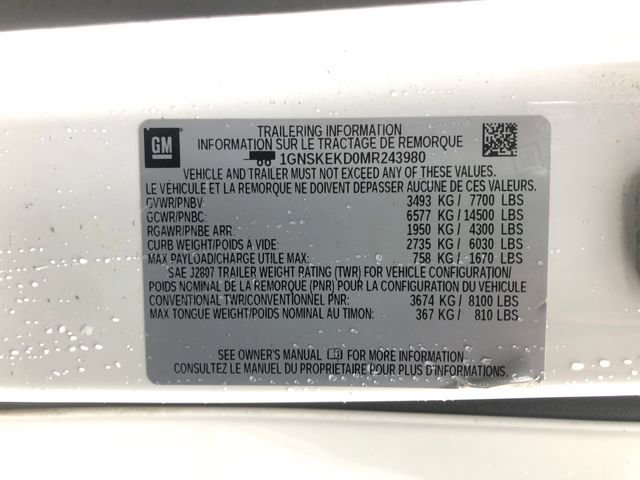 GM
TRAILERING INFORMATION
INFORMATION SUR LE TRACTAGE DE REMORQUE
1GNSKEKD0MR243980
VEHICLE AND TRAILER MUST NOT EXCEED ANY OF THESE VALUES.
LE VÉHICULE ET LA REMORQUE NE DOIVENT DÉPASSER AUCUNE DE CES VALEURS.
GVWR/PNBV: 3493 KG / 7700 LBS
GCWR/PNBC: 6577 KG / 14500 LBS
RGAWR/PNBE ARR: 1950 KG / 4300 LBS
CURB WEIGHT/POIDS À VIDE: 2735 KG / 6030 LBS
MAX PAYLOAD/CHARGE UTILE MAX: 758 KG / 1670 LBS
SAE J2807 TRAILER WEIGHT RATING (TWR) FOR VEHICLE CONFIGURATION/
POIDS NOMINAL DE LA REMORQUE (PNR) POUR LA CONFIGURATION DE VÉHICULE
CONVENTIONAL TWR/CONVENTIONNEL PNR: 3674 KG / 8100 LBS
MAX TONGUE WEIGHT/POIDS NOMINAL AU TIMON: 367 KG / 810 LBS
SEE OWNER'S MANUAL FOR MORE INFORMATION
CONSULTEZ LE MANUEL DU PROPRIETAIRE POUR PLUS D'INFORMATIONS